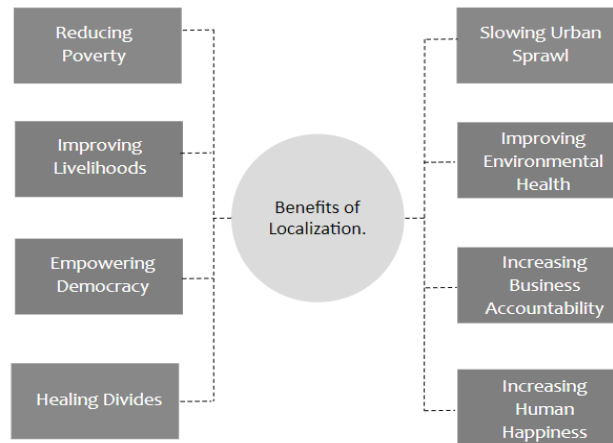 Reducing
Poverty
Improving
Livelihoods
Empowering
Democracy
Healing Divides
Benefits of
Localization.
Slowing Urban
Sprawl
Improving
Environmental
Health
Increasing
Business
Accountability
Increasing
Human
Happiness